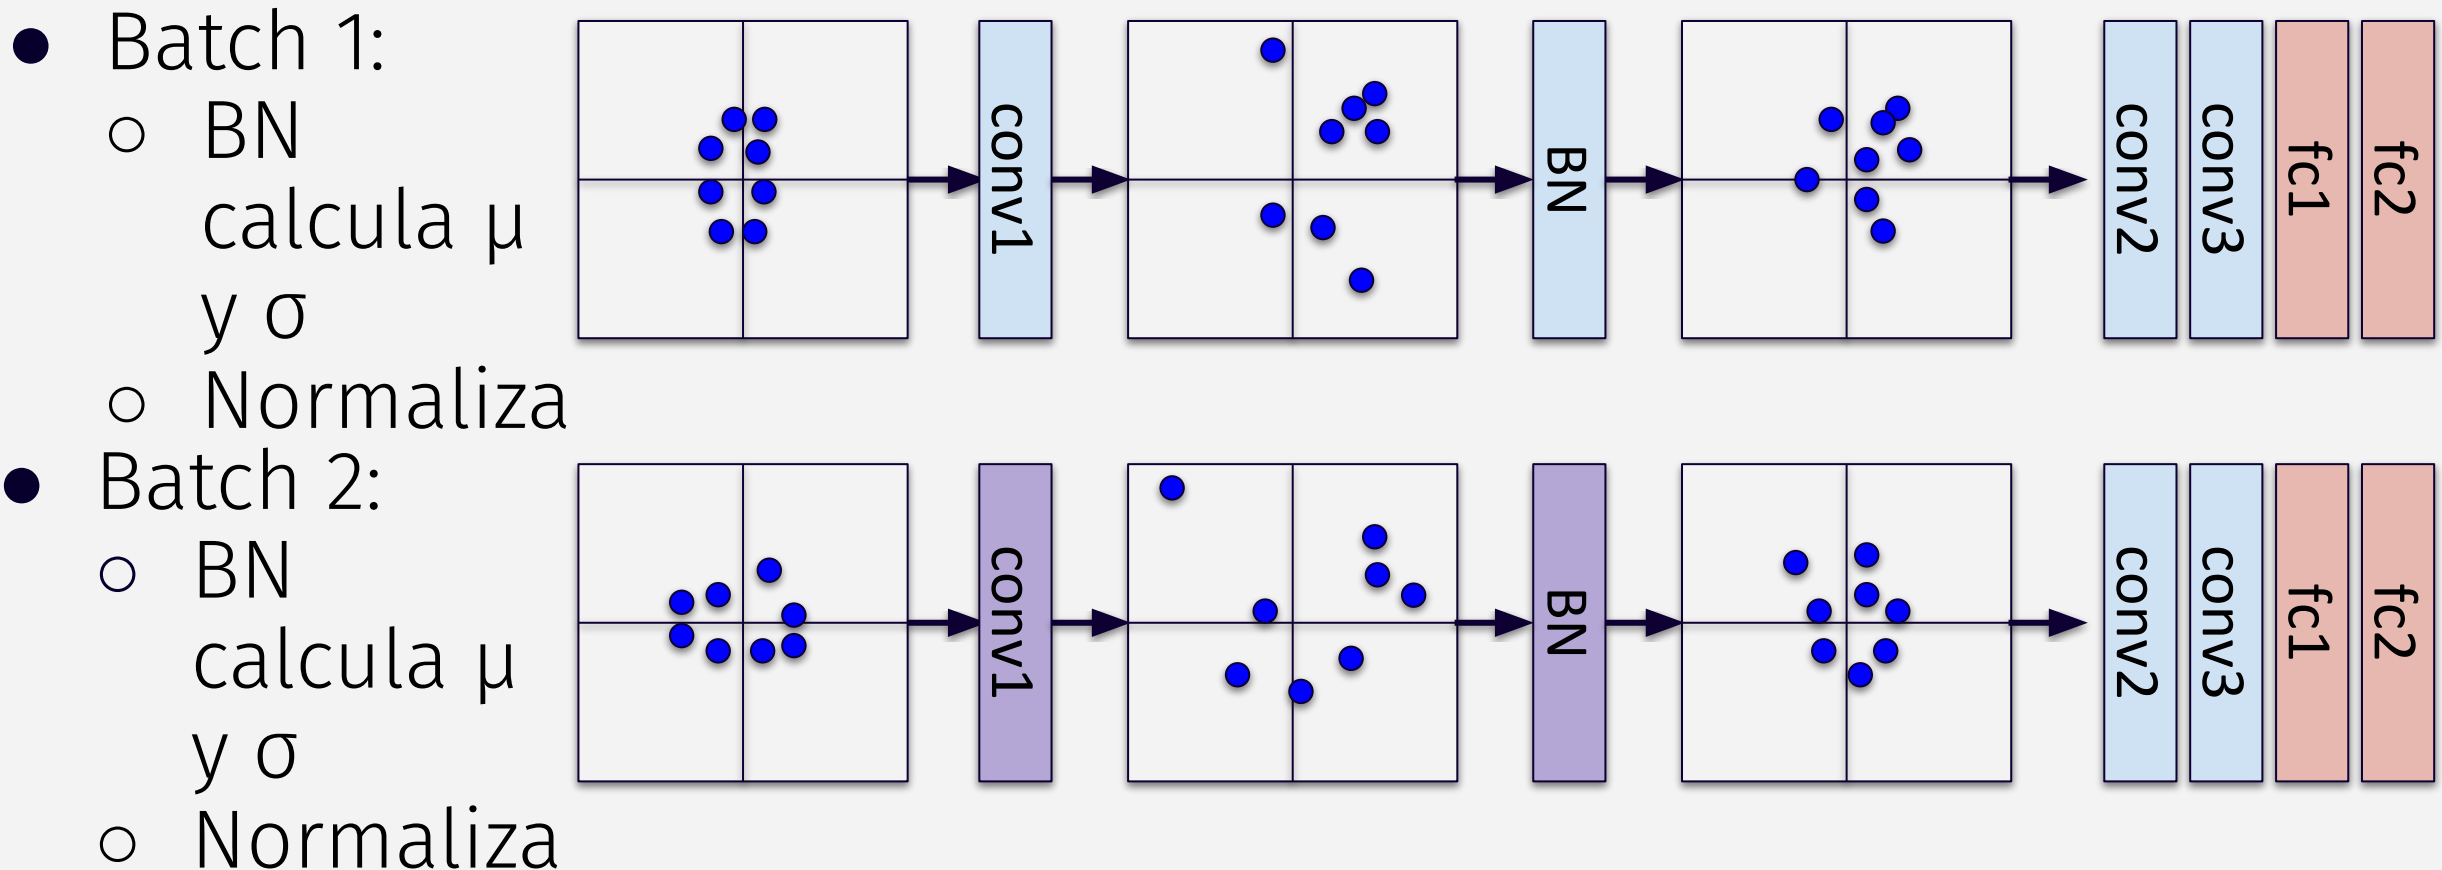 ● Batch 1:
○ BN
calcula μ
y σ
○ Normaliza
conv1
BN
conv2
conv3
fc1
fc2
● Batch 2:
○ BN
calcula μ
y σ
○ Normaliza
conv1
BN
conv2
conv3
fc1
fc2